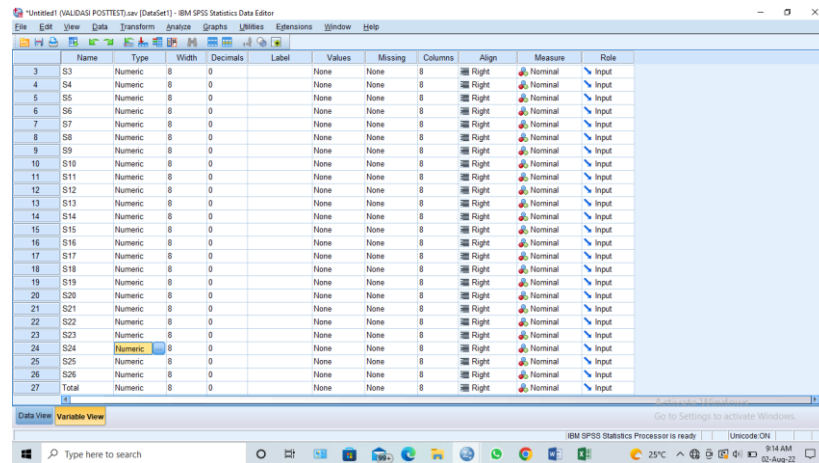 *Untitled1 (VALIDASI POSTTEST).sav [DataSet1] - IBM SPSS Statistics Data Editor
File Edit View Data Transform Analyze Graphs Utilities Extensions Window Help
Name Type Width Decimals Label Values Missing Columns Align Measure Role
3 S3 Numeric 8 0 None None 8 Right Nominal Input
4 S4 Numeric 8 0 None None 8 Right Nominal Input
5 S5 Numeric 8 0 None None 8 Right Nominal Input
6 S6 Numeric 8 0 None None 8 Right Nominal Input
7 S7 Numeric 8 0 None None 8 Right Nominal Input
8 S8 Numeric 8 0 None None 8 Right Nominal Input
9 S9 Numeric 8 0 None None 8 Right Nominal Input
10 S10 Numeric 8 0 None None 8 Right Nominal Input
11 S11 Numeric 8 0 None None 8 Right Nominal Input
12 S12 Numeric 8 0 None None 8 Right Nominal Input
13 S13 Numeric 8 0 None None 8 Right Nominal Input
14 S14 Numeric 8 0 None None 8 Right Nominal Input
15 S15 Numeric 8 0 None None 8 Right Nominal Input
16 S16 Numeric 8 0 None None 8 Right Nominal Input
17 S17 Numeric 8 0 None None 8 Right Nominal Input
18 S18 Numeric 8 0 None None 8 Right Nominal Input
19 S19 Numeric 8 0 None None 8 Right Nominal Input
20 S20 Numeric 8 0 None None 8 Right Nominal Input
21 S21 Numeric 8 0 None None 8 Right Nominal Input
22 S22 Numeric 8 0 None None 8 Right Nominal Input
23 S23 Numeric 8 0 None None 8 Right Nominal Input
24 S24 Numeric ... 8 0 None None 8 Right Nominal Input
25 S25 Numeric 8 0 None None 8 Right Nominal Input
26 S26 Numeric 8 0 None None 8 Right Nominal Input
27 Total Numeric 8 0 None None 8 Right Nominal Input
Activate Windows
Data View Variable View Go to Settings to activate Windows.
IBM SPSS Statistics Processor is ready Unicode:ON
Type here to search 99+ 25°C 9:14 AM
02-Aug-22